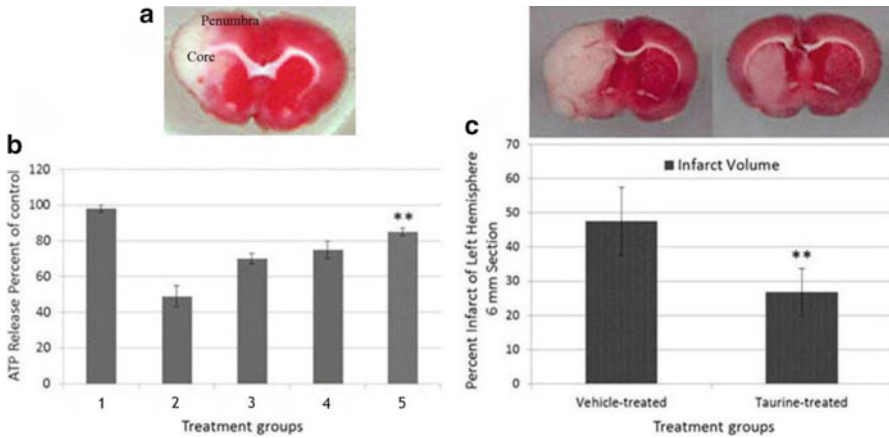 a
Penumbra
Core
b
ATP Release Percent of control
120
100
80
60
40
20
0
**
1 2 3 4 5
Treatment groups
c
Percent Infarct of Left Hemisphere
6 mm Section
70
60
50
40
30
20
10
0
Infarct Volume
**
Vehicle-treated Taurine-treated
Treatment groups